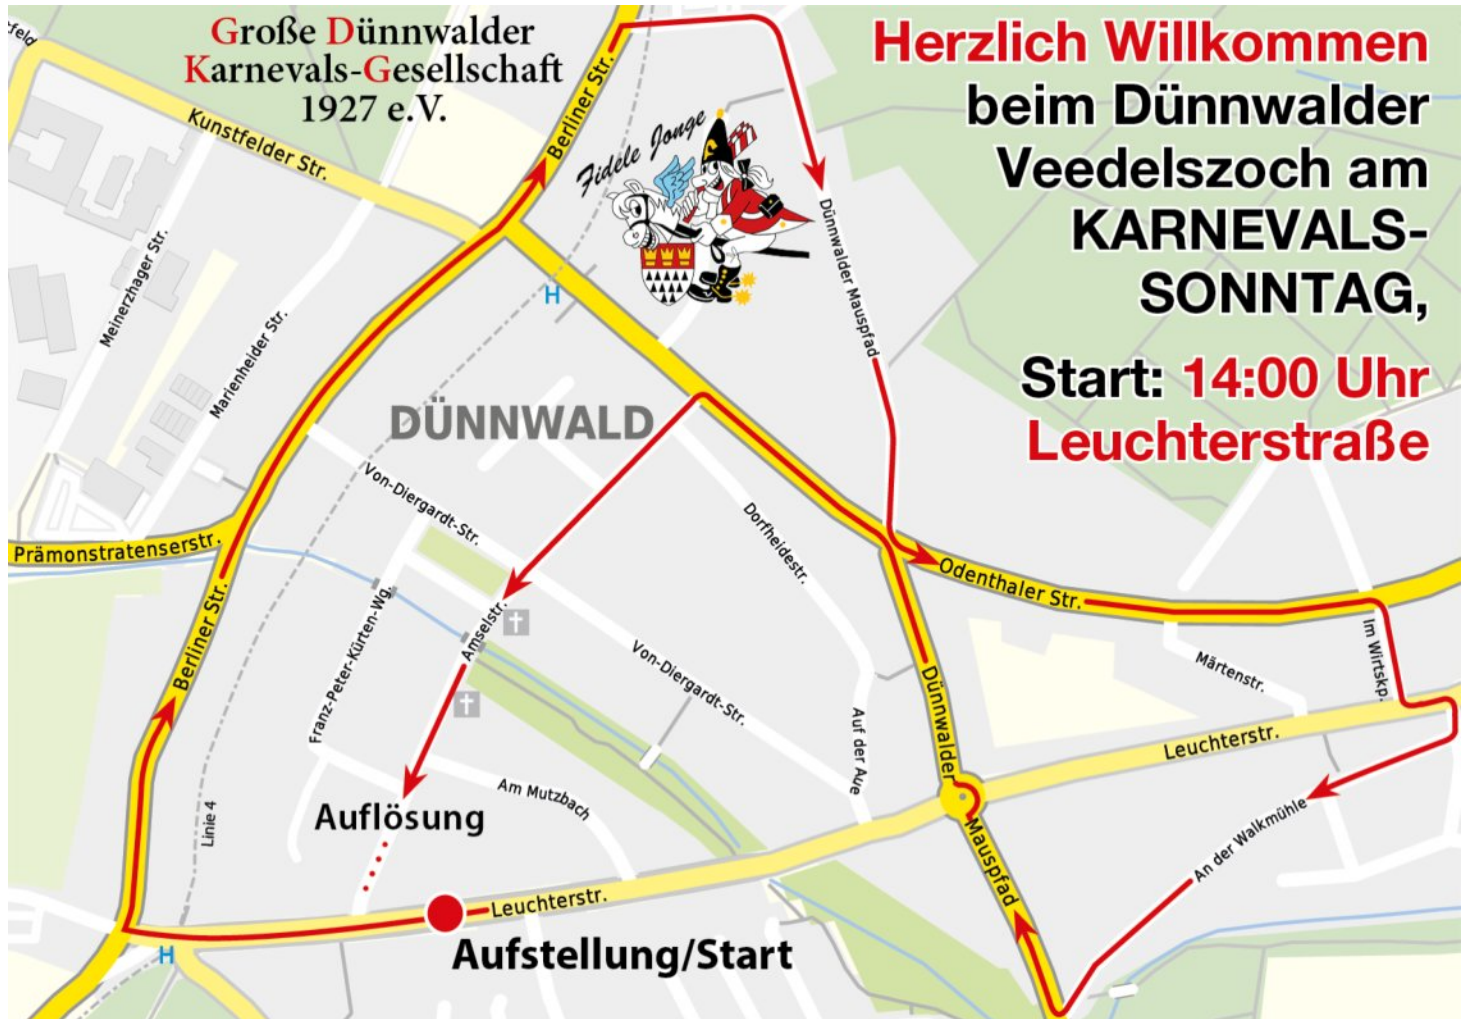 Große Dünnwalder
Karnevals-Gesellschaft
1927 e.V.
Herzlich Willkommen
beim Dünnwalder
Veedelszoch am
KARNEVALS-
SONNTAG,
Start: 14:00 Uhr
Leuchterstraße
Fidele Jonge
Kunstfelder Str.
Berliner Str.
Meinerzhager Str.
Marienheider Str.
H
Dünnwalder Mauspfad
DÜNNWALD
Von-Diergardt-Str.
Prämonstratenserstr.
Dorfheidestr.
Odenthaler Str.
Berliner Str.
Franz-Peter-Kürten-Wg.
Amselstr.
Von-Diergardt-Str.
Im Wirtskp.
Märtenstr.
Dünnwalder
Mauspfad
Leuchterstr.
Auf der Aue
Am Mutzbach
Linie 4
Auflösung
An der Walkmühle
Leuchterstr.
Aufstellung/Start
H